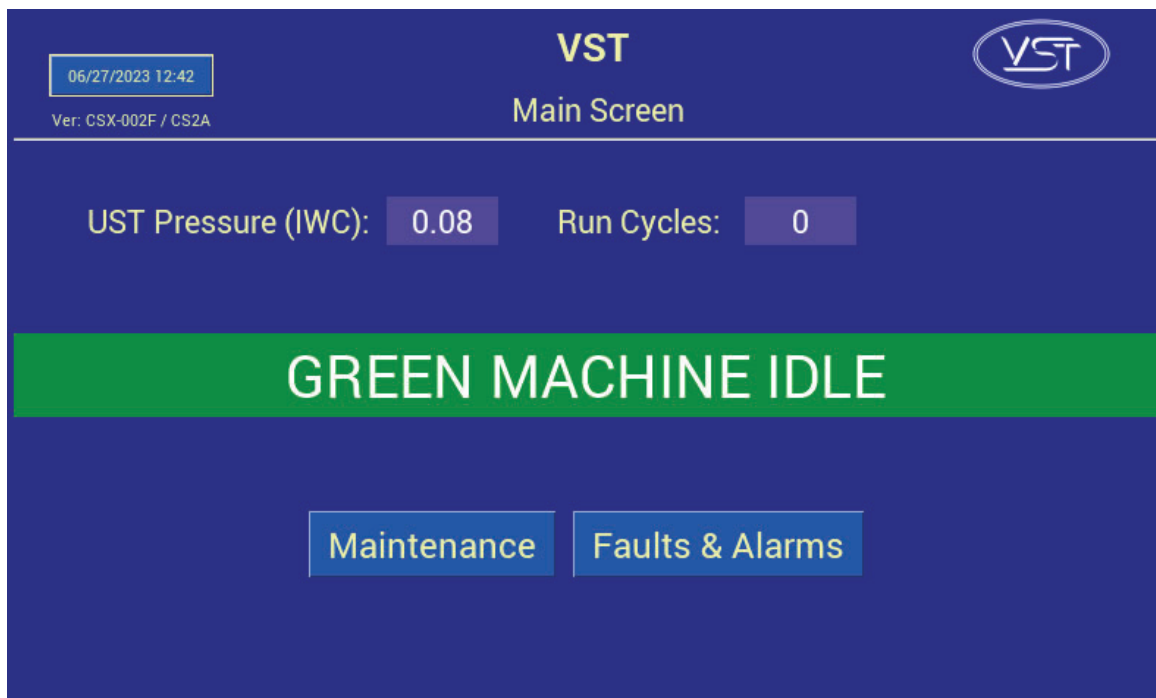 VST
VST
06/27/2023 12:42
Main Screen
Ver: CSX-002F / CS2A
UST Pressure (IWC): 0.08 Run Cycles: 0
GREEN MACHINE IDLE
Maintenance Faults & Alarms